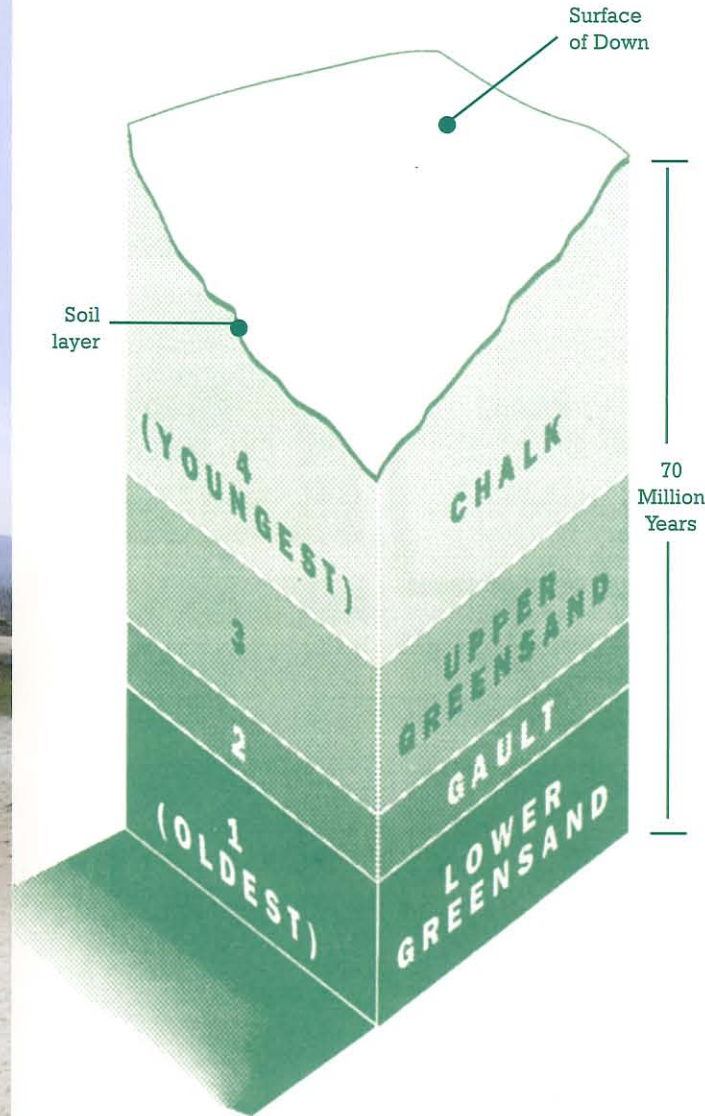 Surface
of Down
Soil
layer
4
(YOUNGEST)
CHALK
70
Million
Years
3
UPPER
GREENSAND
2
GAULT
1
(OLDEST)
LOWER
GREENSAND